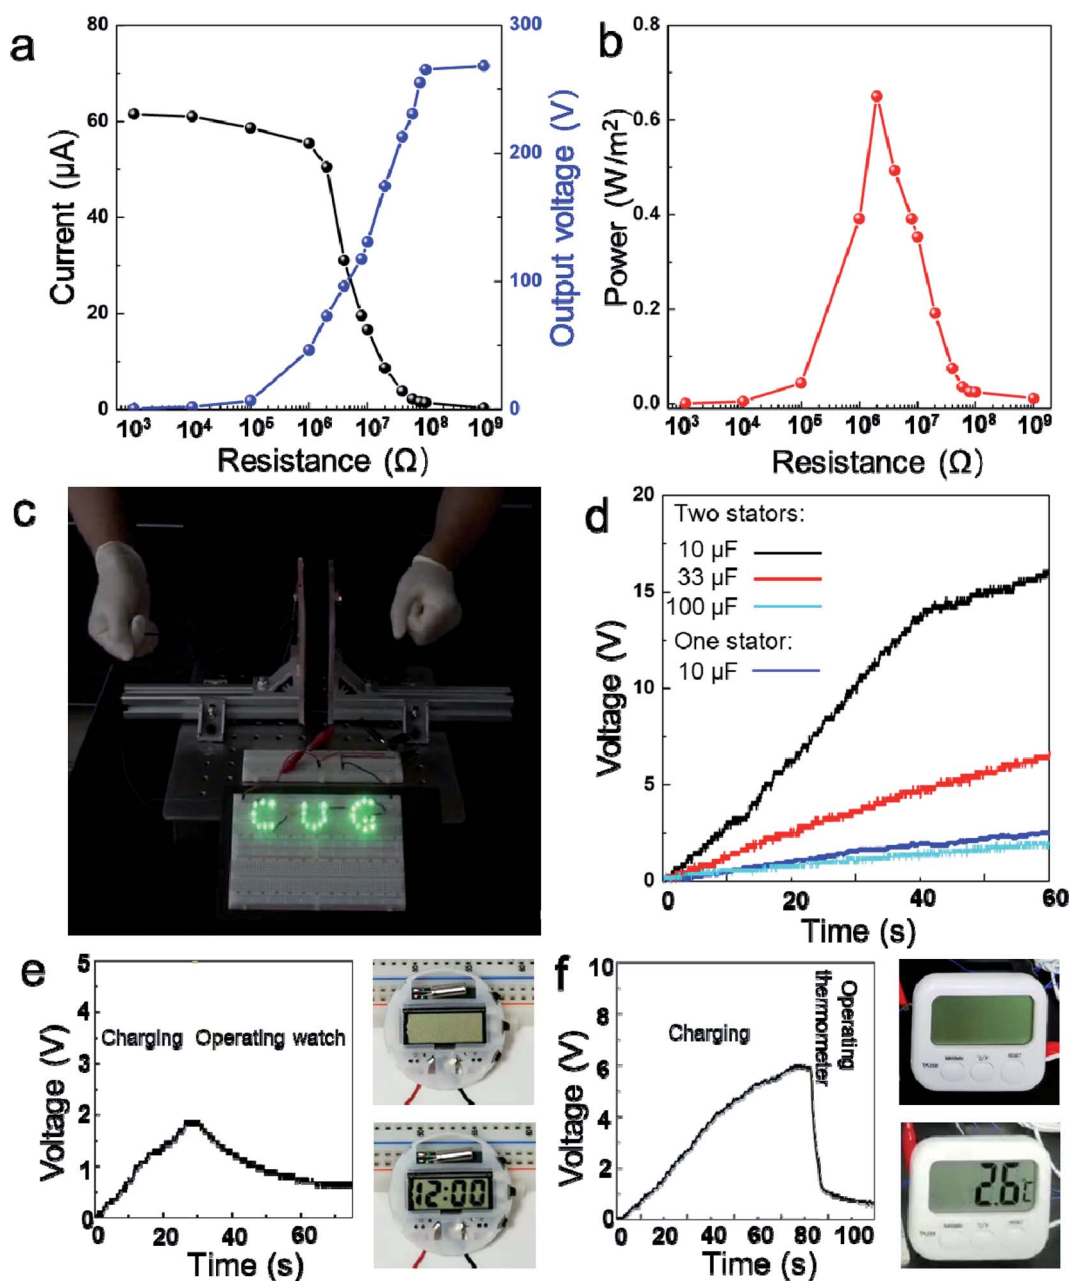 a
80
60
40
20
0
Current (μA)
300
200
100
0
Output voltage (V)
10³ 10⁴ 10⁵ 10⁶ 10⁷ 10⁸ 10⁹
Resistance (Ω)
b
0.8
0.6
0.4
0.2
0.0
Power (W/m²)
10³ 10⁴ 10⁵ 10⁶ 10⁷ 10⁸ 10⁹
Resistance (Ω)
c
CUG
d
20
15
10
5
0
Voltage (V)
Two stators:
10 μF
33 μF
100 μF
One stator:
10 μF
0 20 40 60
Time (s)
e
5
4
3
2
1
0
Voltage (V)
Charging Operating watch
0 20 40 60
Time (s)
12:00
f
10
8
6
4
2
0
Voltage (V)
Charging
Operating
thermometer
0 20 40 60 80 100
Time (s)
°C/°F
RESET
2.6℃